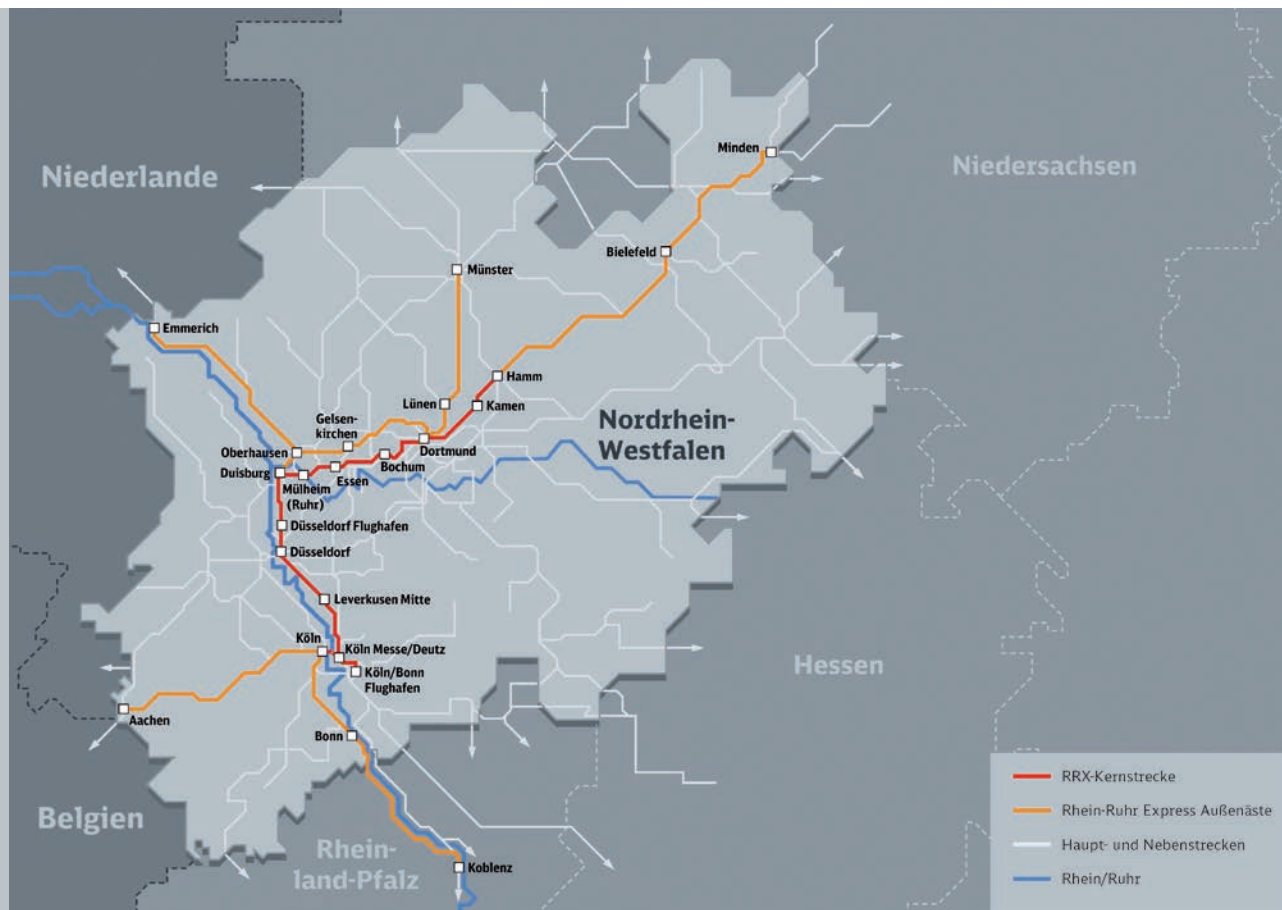 Minden
Niedersachsen
Niederlande
Bielefeld
Münster
Emmerich
Hamm
Lünen
Kamen
Gelsen-
kirchen
Nordrhein-
Westfalen
Oberhausen
Dortmund
Bochum
Duisburg
Essen
Mülheim
(Ruhr)
Düsseldorf Flughafen
Düsseldorf
Leverkusen Mitte
Köln
Köln Messe/Deutz
Köln/Bonn
Flughafen
Hessen
Aachen
Bonn
Belgien
Rhein-
land-Pfalz
Koblenz
RRX-Kernstrecke
Rhein-Ruhr Express Außenäste
Haupt- und Nebenstrecken
Rhein/Ruhr